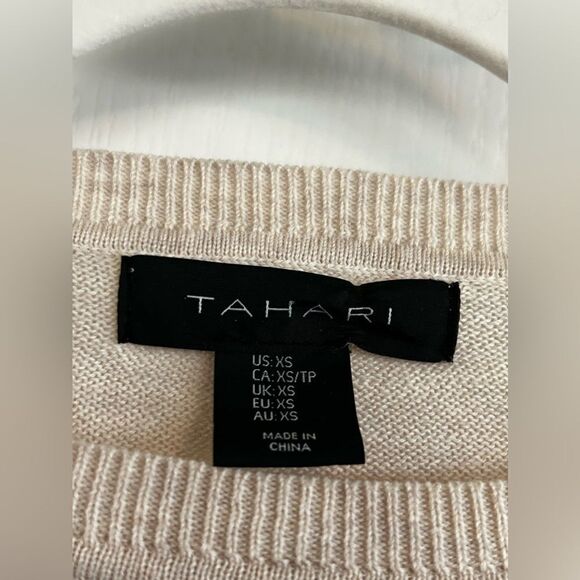 TAHARI
US: XS
CA: XS/TP
UK: XS
EU: XS
AU: XS
MADE IN
CHINA